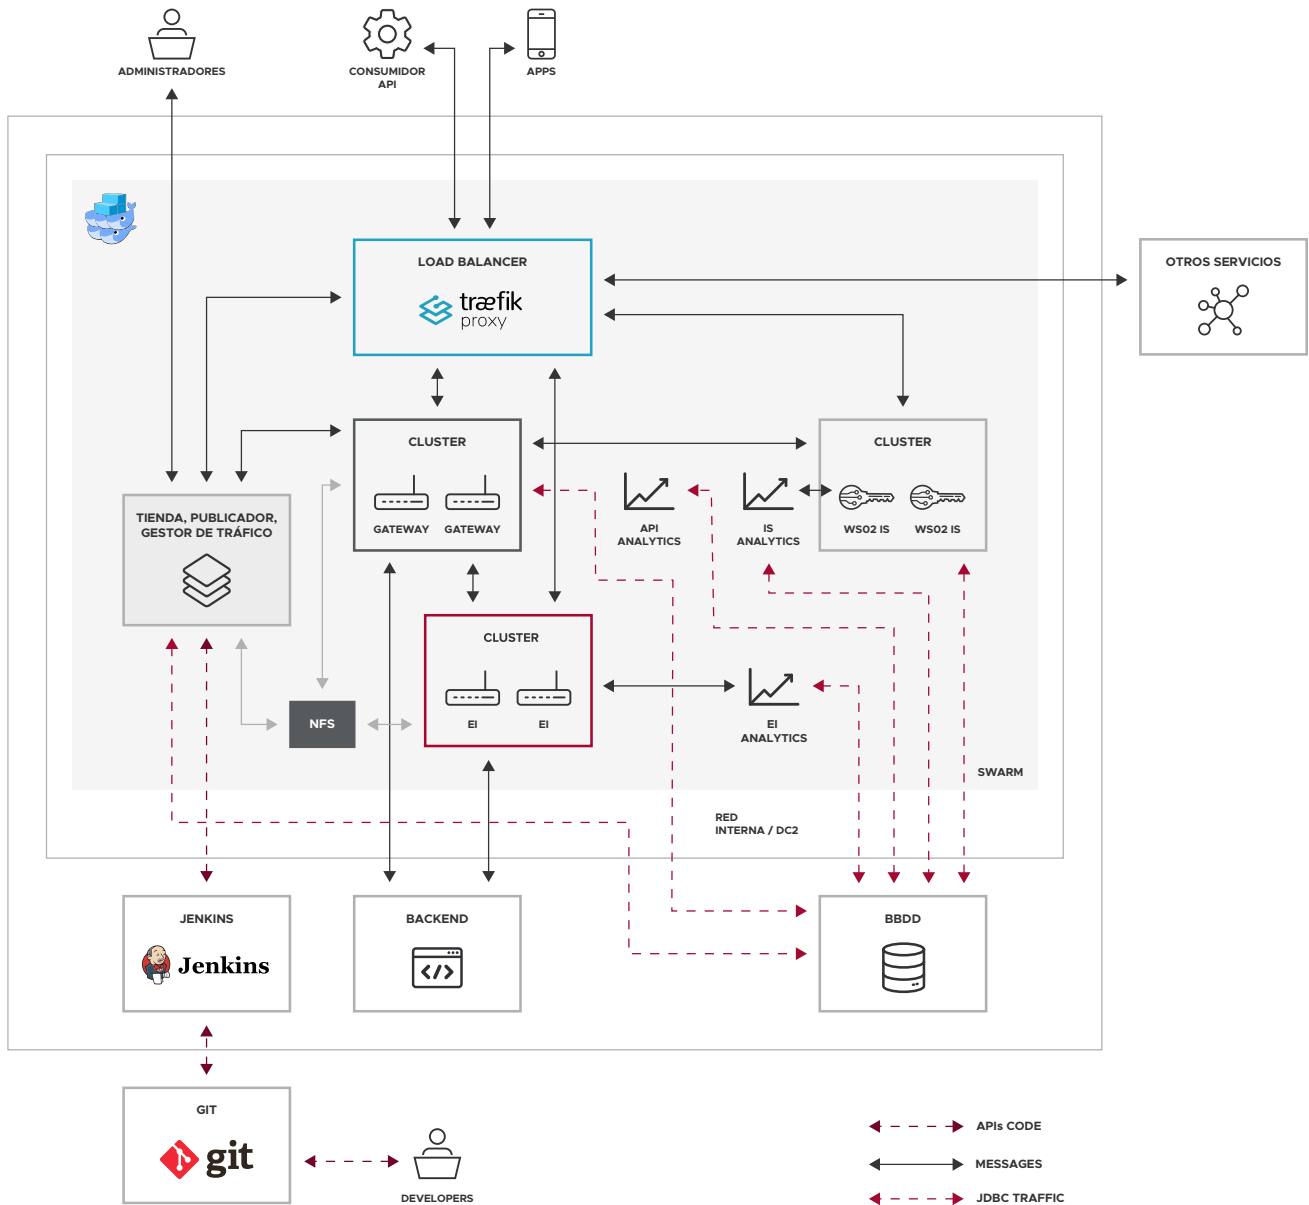 ADMINISTRADORES
CONSUMIDOR
API
APPS
LOAD BALANCER
træfik
proxy
OTROS SERVICIOS
CLUSTER
GATEWAY
GATEWAY
CLUSTER
WS02 IS
WS02 IS
API
ANALYTICS
IS
ANALYTICS
TIENDA, PUBLICADOR,
GESTOR DE TRÁFICO
CLUSTER
EI
EI
NFS
EI
ANALYTICS
SWARM
RED
INTERNA / DC2
JENKINS
Jenkins
BACKEND
</>
BBDD
GIT
git
DEVELOPERS
APIs CODE
MESSAGES
JDBC TRAFFIC